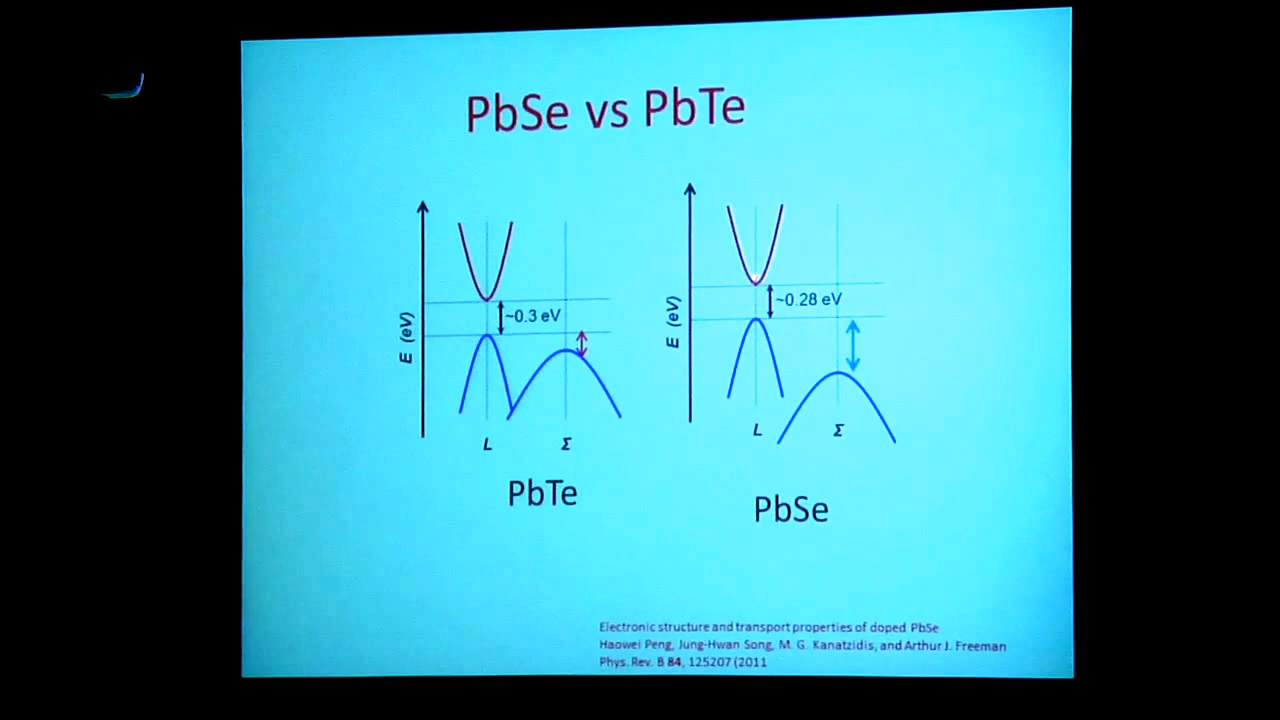 PbSe vs PbTe
E (eV)
~0.3 eV
L
Σ
PbTe
E (eV)
~0.28 eV
L
Σ
PbSe
Electronic structure and transport properties of doped PbSe
Haowei Peng, Jung-Hwan Song, M. G. Kanatzidis, and Arthur J. Freeman
Phys. Rev. B 84, 125207 (2011